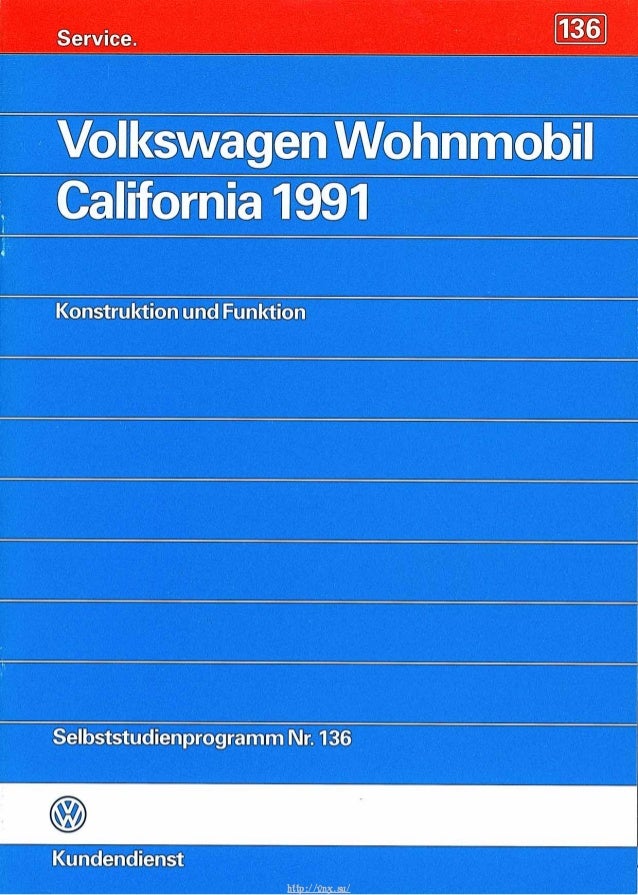 Service.
136
Volkswagen Wohnmobil
California 1991
Konstruktion und Funktion
Selbststudienprogramm Nr. 136
Kundendienst